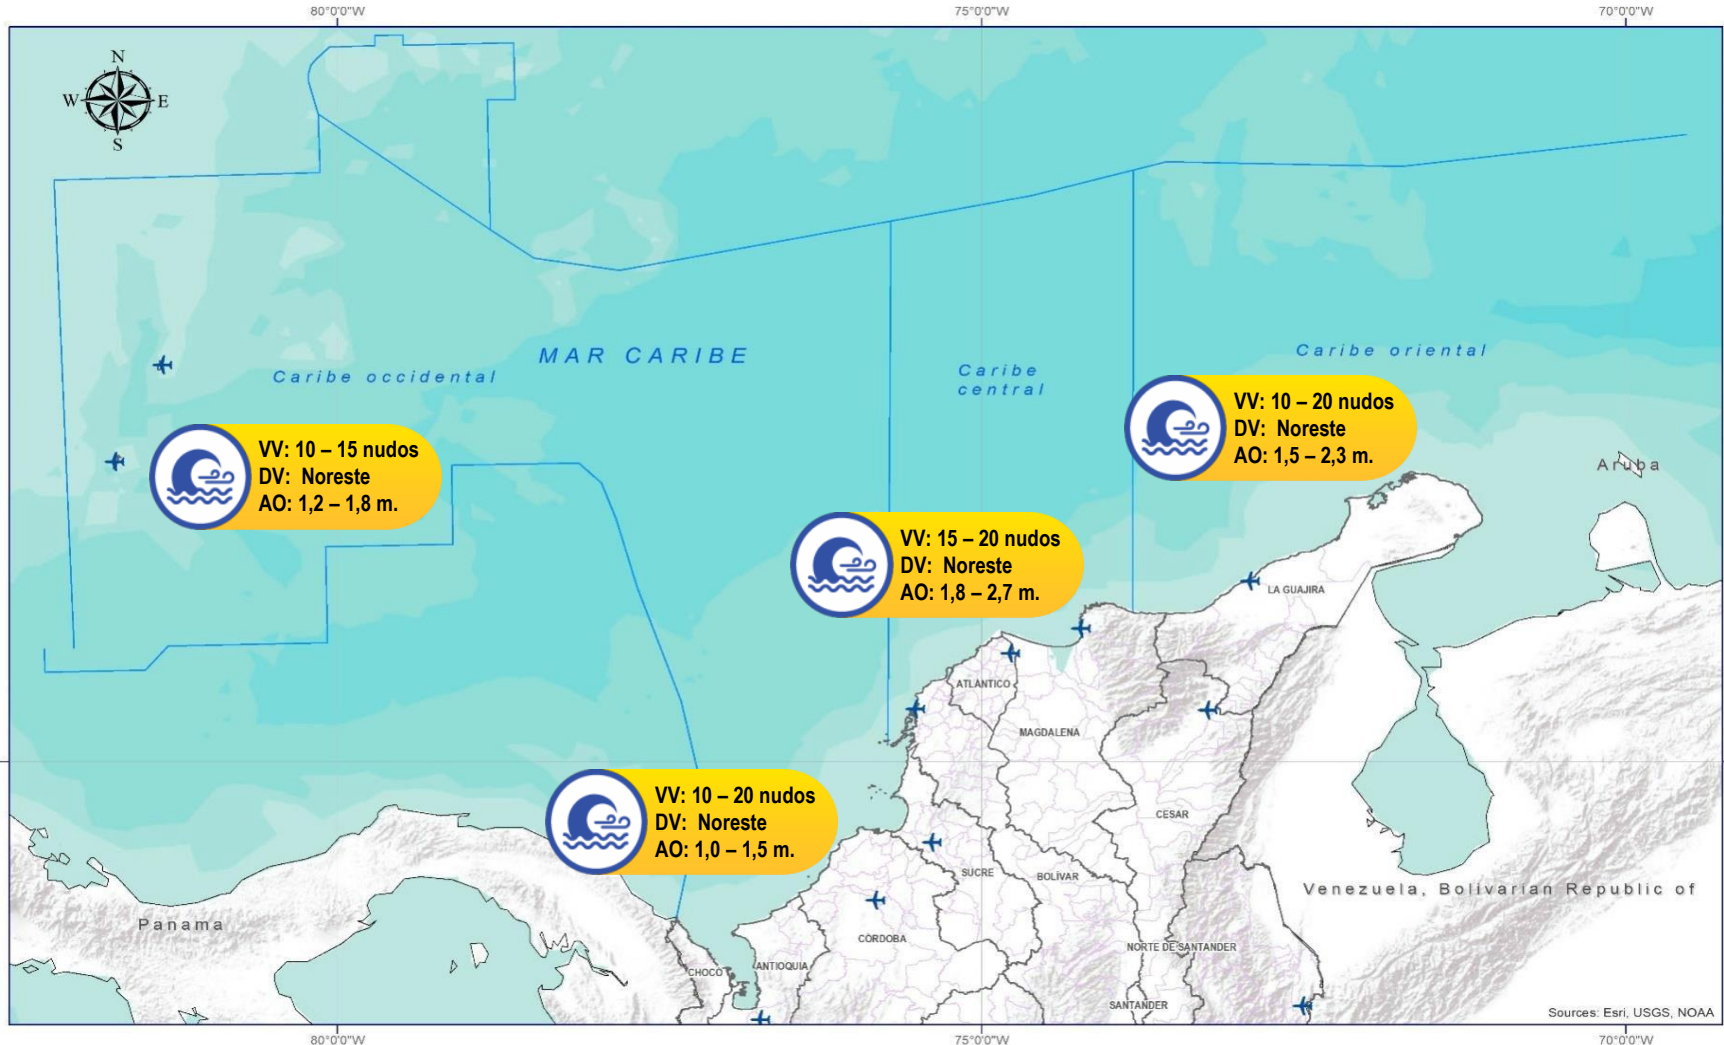 80°0'0"W
75°0'0"W
70°0'0"W
N
W
E
S
MAR CARIBE
Caribe occidental
Caribe
central
Caribe oriental
VV: 10 – 20 nudos
DV: Noreste
AO: 1,5 – 2,3 m.
VV: 10 – 15 nudos
DV: Noreste
AO: 1,2 – 1,8 m.
Aruba
VV: 15 – 20 nudos
DV: Noreste
AO: 1,8 – 2,7 m.
LA GUAJIRA
ATLÁNTICO
MAGDALENA
VV: 10 – 20 nudos
DV: Noreste
AO: 1,0 – 1,5 m.
CESAR
SUCRE
BOLÍVAR
Venezuela, Bolivarian Republic of
Panama
CÓRDOBA
NORTE DE SANTANDER
CHOCÓ
ANTIOQUIA
SANTANDER
Sources: Esri, USGS, NOAA
80°0'0"W
75°0'0"W
70°0'0"W